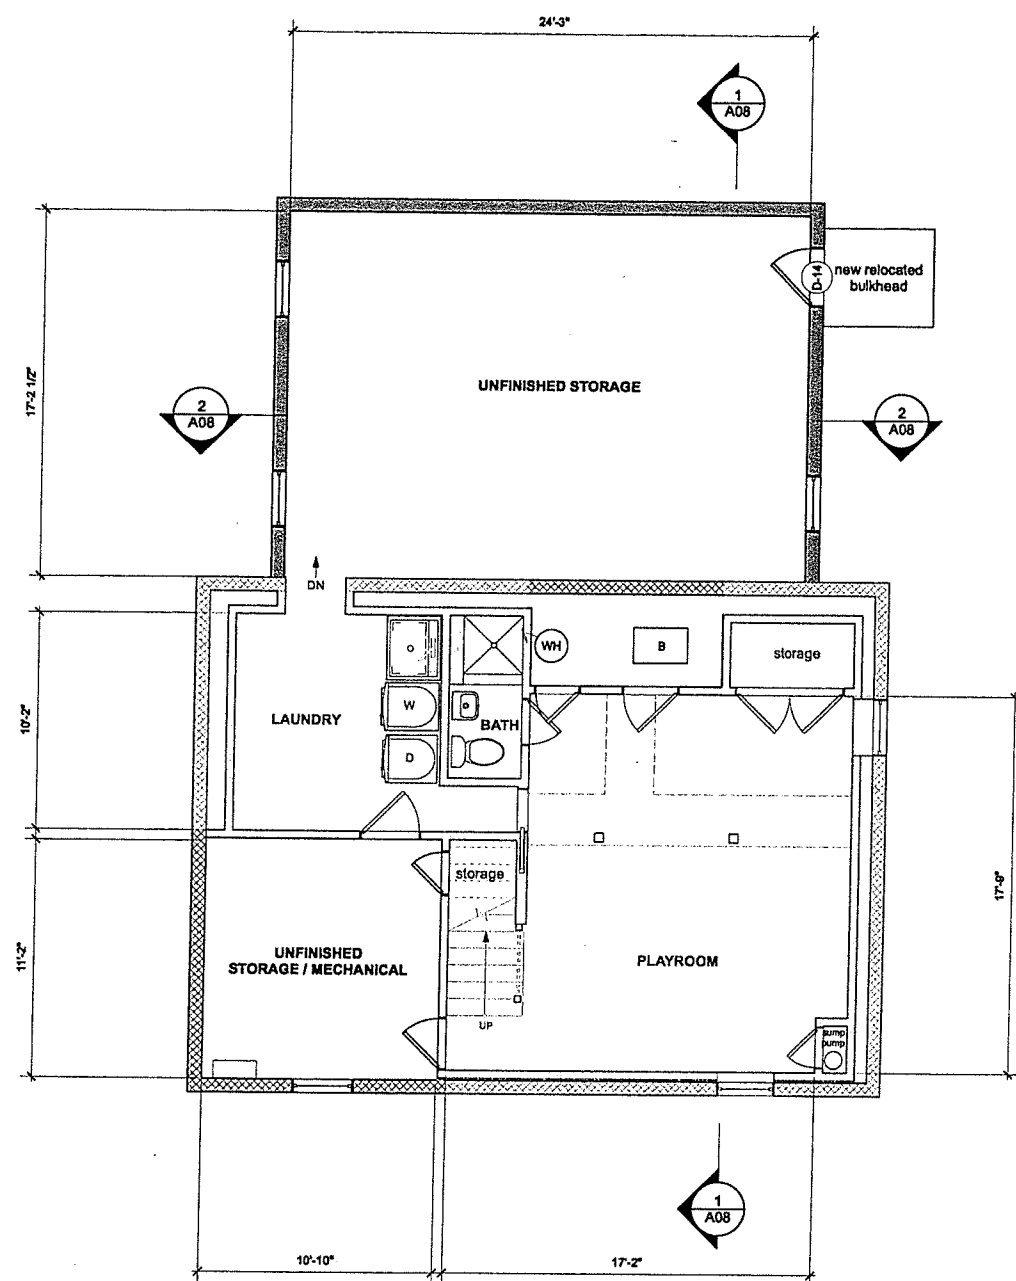 24'-3"
1
A08
D-14
new relocated
bulkhead
17'-2 1/2"
UNFINISHED STORAGE
2
A08
2
A08
DN
WH
B
storage
10'-2"
LAUNDRY
W
BATH
D
storage
17'-9"
11'-2"
UNFINISHED
STORAGE / MECHANICAL
PLAYROOM
UP
sump
pump
1
A08
10'-10"
17'-2"